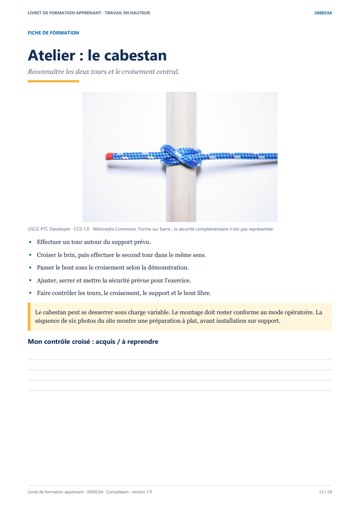 LIVRET DE FORMATION APPRENANT · TRAVAIL EN HAUTEUR
260053A
FICHE DE FORMATION
Atelier : le cabestan
Reconnaître les deux tours et le croisement central.
USCG PTC Developer · CC0 1.0 · Wikimedia Commons. Forme sur barre ; la sécurité complémentaire n'est pas représentée.
• Effectuer un tour autour du support prévu.
• Croiser le brin, puis effectuer le second tour dans le même sens.
• Passer le bout sous le croisement selon la démonstration.
• Ajuster, serrer et mettre la sécurité prévue pour l'exercice.
• Faire contrôler les tours, le croisement, le support et le bout libre.
Le cabestan peut se desserrer sous charge variable. Le montage doit rester conforme au mode opératoire. La
séquence de six photos du site montre une préparation à plat, avant installation sur support.
Mon contrôle croisé : acquis / à reprendre
Livret de formation apprenant · 260053A · Consultexen · version 1.0
15 / 28